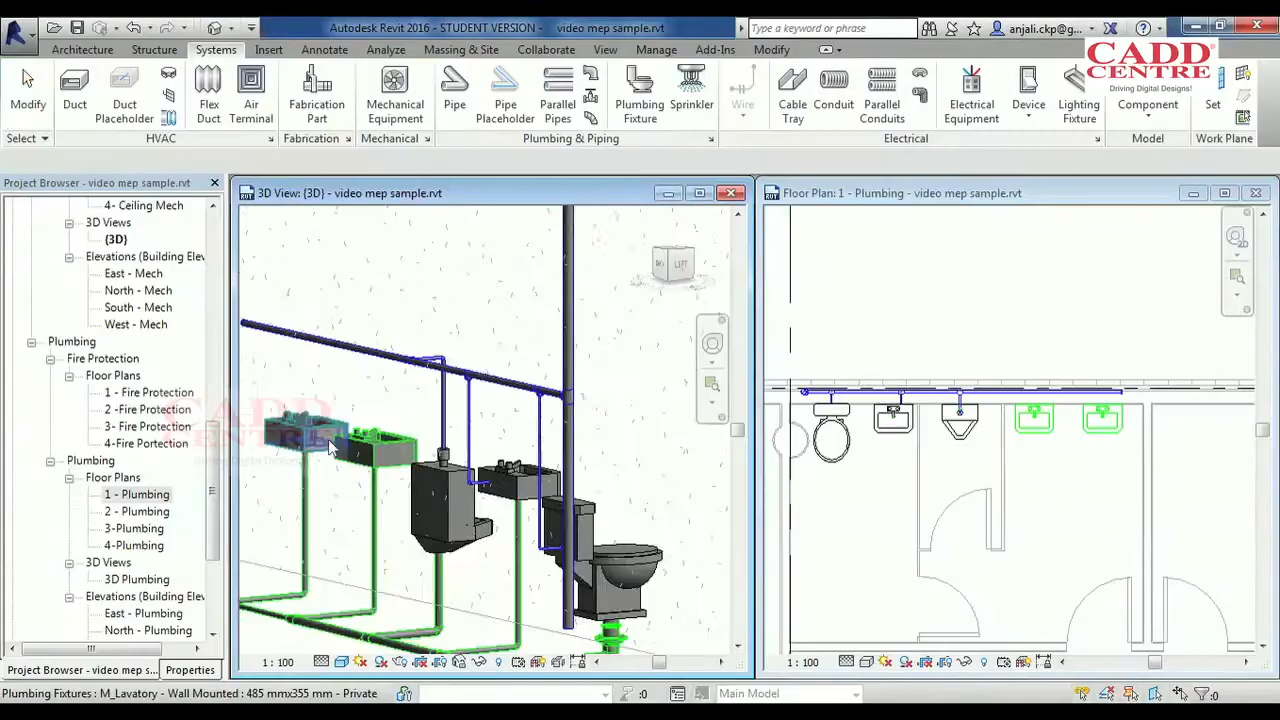 Autodesk Revit 2016 - STUDENT VERSION - video mep sample.rvt
Type a keyword or phrase
anjali.ckp@g...
Architecture Structure Systems Insert Annotate Analyze Massing & Site Collaborate View Manage Add-Ins Modify
CADD CENTRE
Driving Digital Designs!
Modify
Duct
Duct Placeholder
Flex Duct
Air Terminal
Fabrication Part
Mechanical Equipment
Pipe
Pipe Placeholder
Parallel Pipes
Plumbing Fixture
Sprinkler
Wire
Cable Tray
Conduit
Parallel Conduits
Electrical Equipment
Device
Lighting Fixture
Component
Set
Select HVAC Fabrication Mechanical Plumbing & Piping Electrical Model Work Plane
Project Browser - video mep sample.rvt
4- Ceiling Mech
3D Views
{3D}
Elevations (Building Elev
East - Mech
North - Mech
South - Mech
West - Mech
Plumbing
Fire Protection
Floor Plans
1 - Fire Protection
2 -Fire Protection
3- Fire Protection
4-Fire Portection
Plumbing
Floor Plans
1 - Plumbing
2 - Plumbing
3-Plumbing
4-Plumbing
3D Views
3D Plumbing
Elevations (Building Elev
East - Plumbing
North - Plumbing
Project Browser - video mep s... Properties
3D View: {3D} - video mep sample.rvt
LEFT
1 : 100
Floor Plan: 1 - Plumbing - video mep sample.rvt
2D
1 : 100
Plumbing Fixtures : M_Lavatory - Wall Mounted : 485 mmx355 mm - Private
:0
Main Model
:0